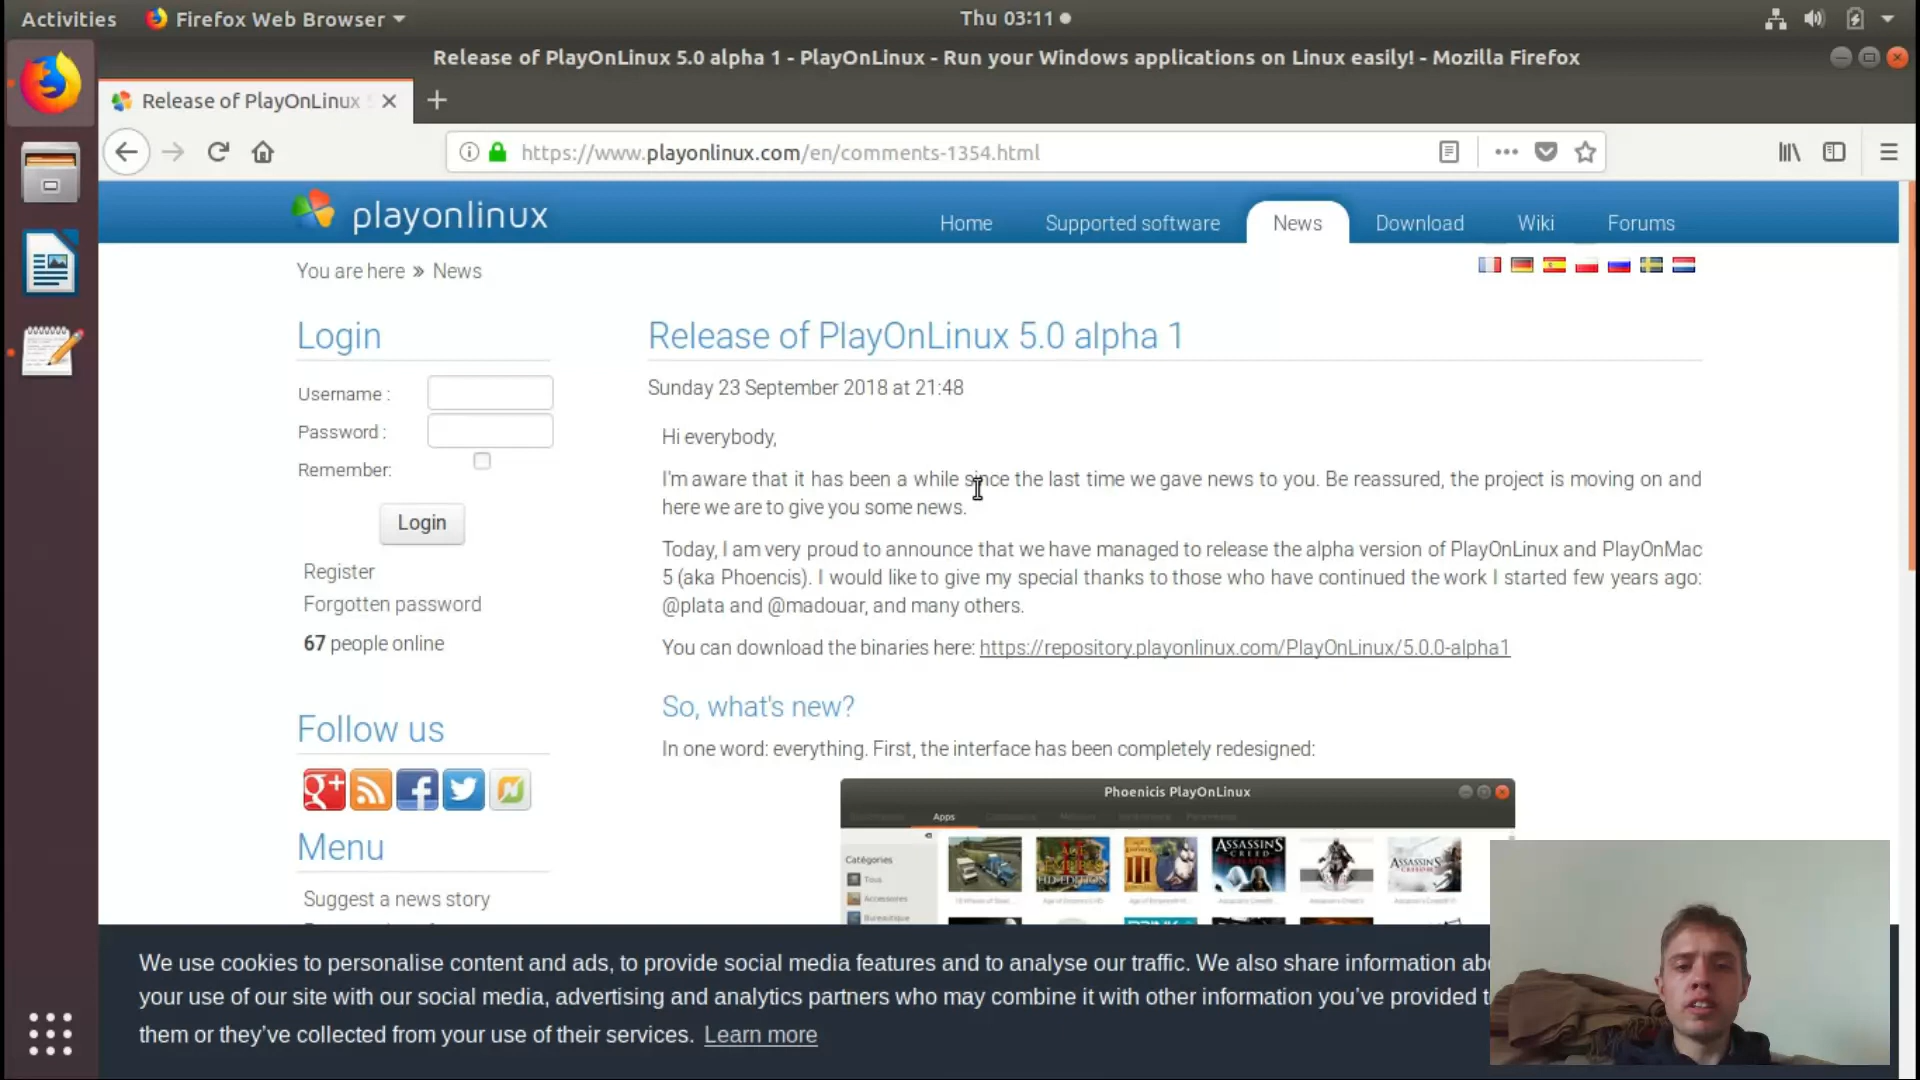 Activities
Firefox Web Browser
Thu 03:11
Release of PlayOnLinux 5.0 alpha 1 - PlayOnLinux - Run your Windows applications on Linux easily! - Mozilla Firefox
Release of PlayOnLinux
https://www.playonlinux.com/en/comments-1354.html
playonlinux
Home
Supported software
News
Download
Wiki
Forums
You are here » News
Login
Username :
Password :
Remember:
Login
Register
Forgotten password
67 people online
Follow us
Menu
Suggest a news story
Release of PlayOnLinux 5.0 alpha 1
Sunday 23 September 2018 at 21:48
Hi everybody,
I'm aware that it has been a while since the last time we gave news to you. Be reassured, the project is moving on and
here we are to give you some news.
Today, I am very proud to announce that we have managed to release the alpha version of PlayOnLinux and PlayOnMac
5 (aka Phoencis). I would like to give my special thanks to those who have continued the work I started few years ago:
@plata and @madouar, and many others.
You can download the binaries here: https://repository.playonlinux.com/PlayOnLinux/5.0.0-alpha1
So, what's new?
In one word: everything. First, the interface has been completely redesigned:
Phoenicis PlayOnLinux
Apps
Catégories
Tous
Accessoires
Bureautique
ASSASSIN'S
ASSASSIN'S
We use cookies to personalise content and ads, to provide social media features and to analyse our traffic. We also share information
your use of our site with our social media, advertising and analytics partners who may combine it with other information you've provided
them or they've collected from your use of their services. Learn more